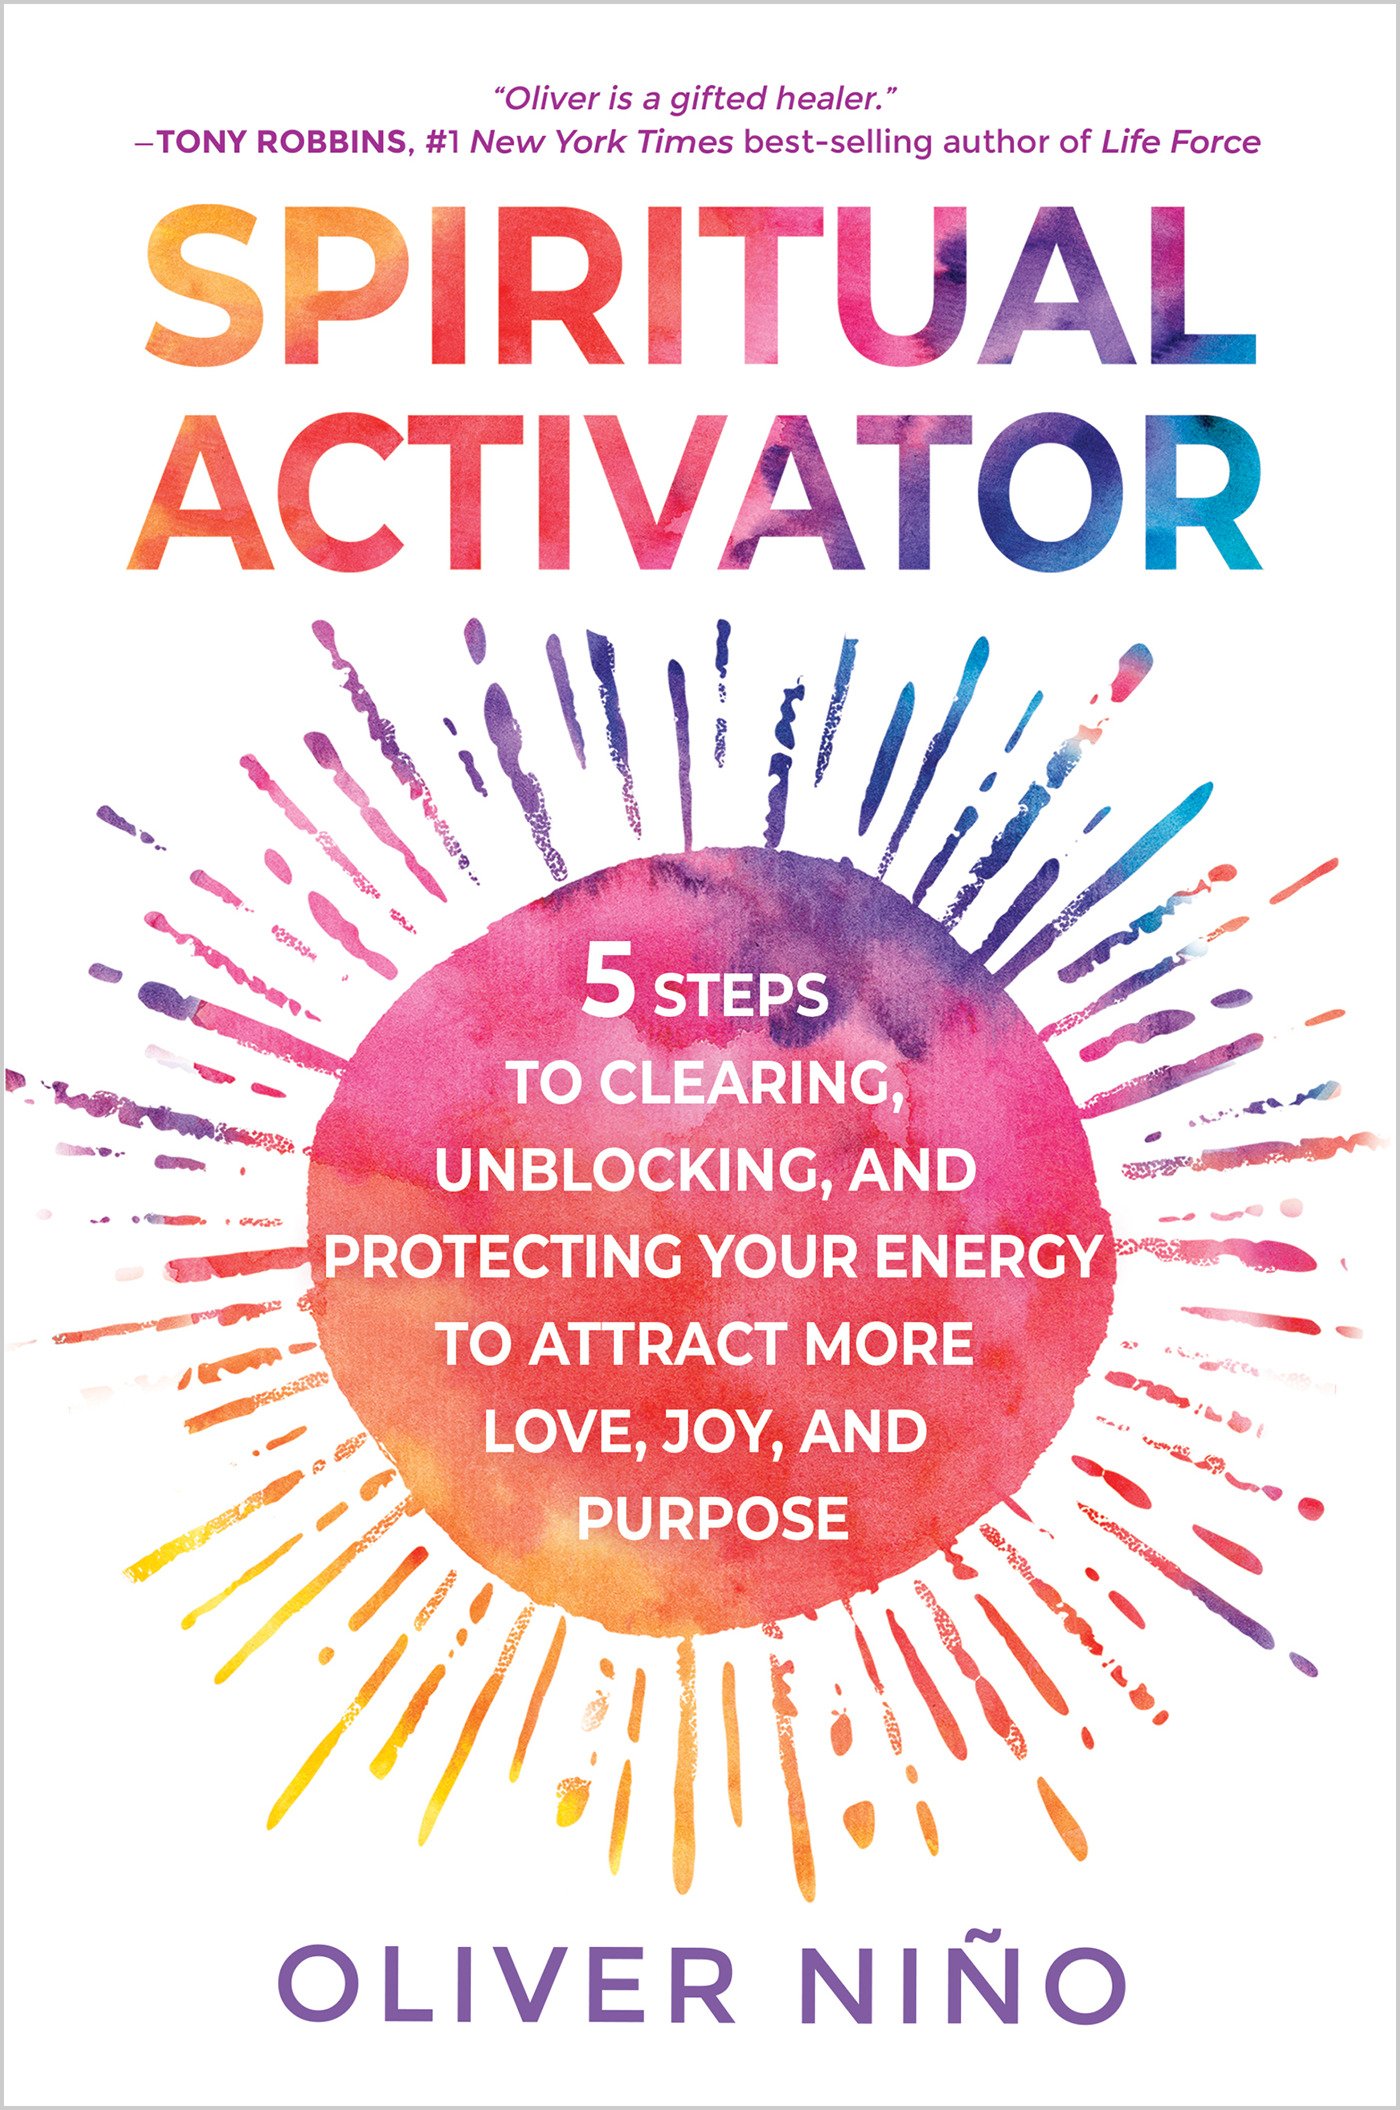 “Oliver is a gifted healer.”
–TONY ROBBINS, #1 New York Times best-selling author of Life Force
SPIRITUAL
ACTIVATOR
5 STEPS
TO CLEARING,
UNBLOCKING, AND
PROTECTING YOUR ENERGY
TO ATTRACT MORE
LOVE, JOY, AND
PURPOSE
OLIVER NIÑO